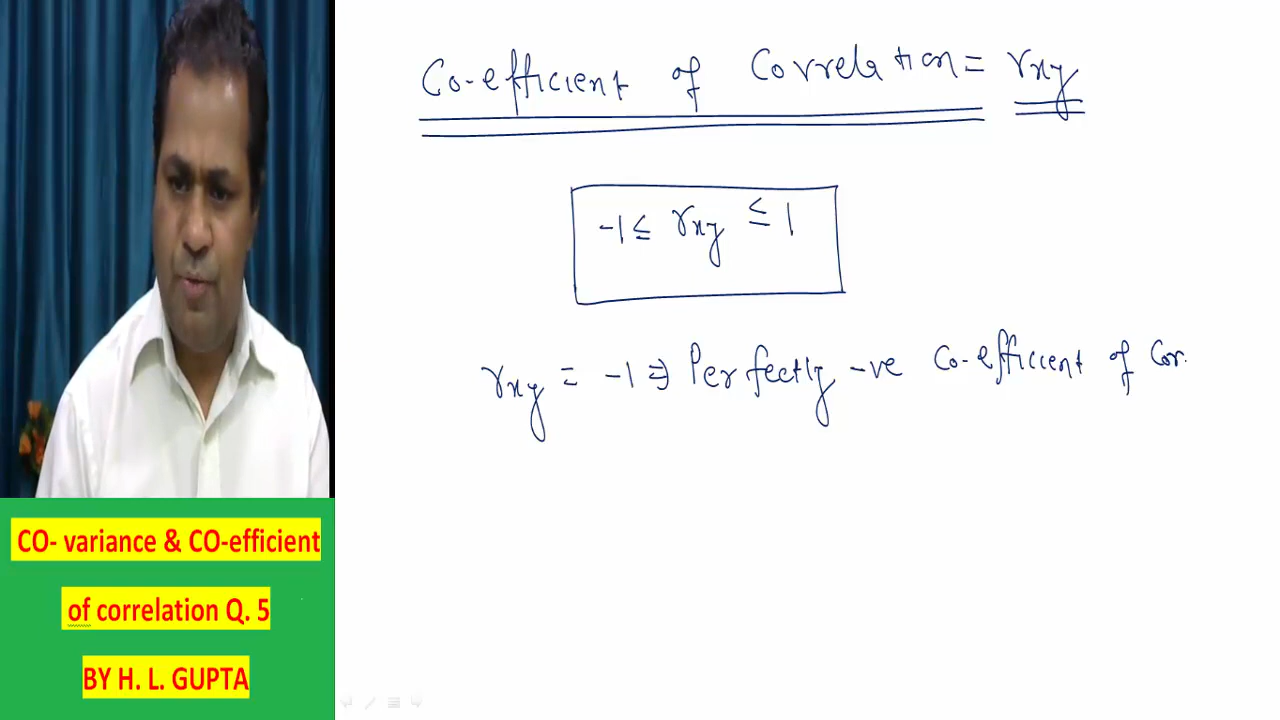 Co-efficient of Correlation = rxy
-1 ≤ rxy ≤ 1
rxy = -1 ⇒ Perfectly -ve Co-efficient of Cor.
CO- variance & CO-efficient
of correlation Q. 5
BY H. L. GUPTA